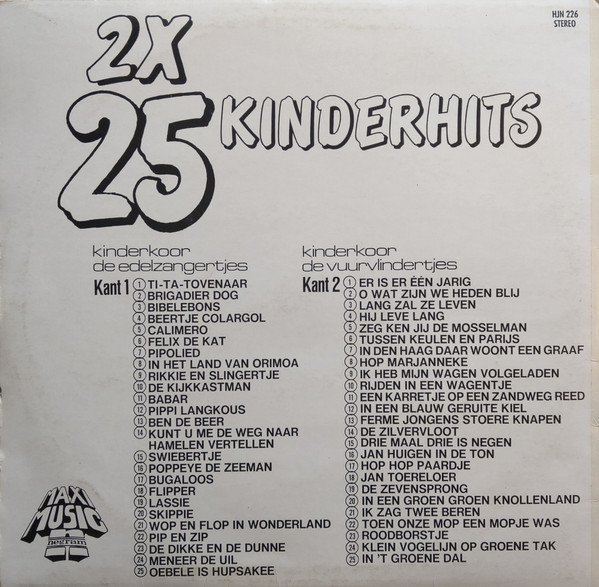 HJN 226
STEREO
2X
25 KINDERHITS
kinderkoor
de edelzangertjes
Kant 1
1 TI-TA-TOVENAAR
2 BRIGADIER DOG
3 BIBELEBONS
4 BEERTJE COLARGOL
5 CALIMERO
6 FELIX DE KAT
7 PIPOLIED
8 IN HET LAND VAN ORIMOA
9 RIKKIE EN SLINGERTJE
10 DE KIJKKASTMAN
11 BABAR
12 PIPPI LANGKOUS
13 BEN DE BEER
14 KUNT U ME DE WEG NAAR
HAMELEN VERTELLEN
15 SWIEBERTJE
16 POPPEYE DE ZEEMAN
17 BUGALOOS
18 FLIPPER
19 LASSIE
20 SKIPPIE
21 WOP EN FLOP IN WONDERLAND
22 PIP EN ZIP
23 DE DIKKE EN DE DUNNE
24 MENEER DE UIL
25 OEBELE IS HUPSAKEE
kinderkoor
de vuurvlindertjes
Kant 2
1 ER IS ER ÉÉN JARIG
2 O WAT ZIJN WE HEDEN BLIJ
3 LANG ZAL ZE LEVEN
4 HIJ LEVE LANG
5 ZEG KEN JIJ DE MOSSELMAN
6 TUSSEN KEULEN EN PARIJS
7 IN DEN HAAG DAAR WOONT EEN GRAAF
8 HOP MARJANNEKE
9 IK HEB MIJN WAGEN VOLGELADEN
10 RIJDEN IN EEN WAGENTJE
11 EEN KARRETJE OP EEN ZANDWEG REED
12 IN EEN BLAUW GERUITE KIEL
13 FERME JONGENS STOERE KNAPEN
14 DE ZILVERVLOOT
15 DRIE MAAL DRIE IS NEGEN
16 JAN HUIGEN IN DE TON
17 HOP HOP PAARDJE
18 JAN TOEREELOER
19 DE ZEVENSPRONG
20 IN EEN GROEN GROEN KNOLLENLAND
21 IK ZAG TWEE BEREN
22 TOEN ONZE MOP EEN MOPJE WAS
23 ROODBORSTJE
24 KLEIN VOGELIJN OP GROENE TAK
25 IN 'T GROENE DAL
MAXI
MUSIC
negram